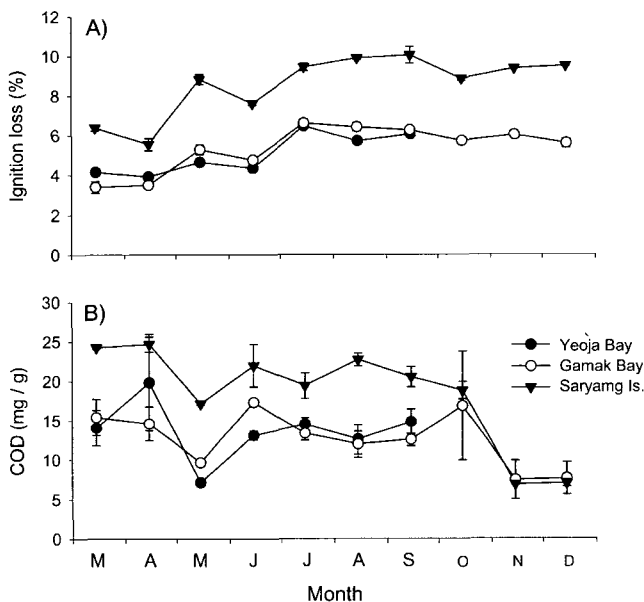 A)
Ignition loss (%)
12
10
8
6
4
2
0
B)
COD (mg / g)
30
25
20
15
10
5
0
Yeoja Bay
Gamak Bay
Saryamg Is.
M A M J J A S O N D
Month